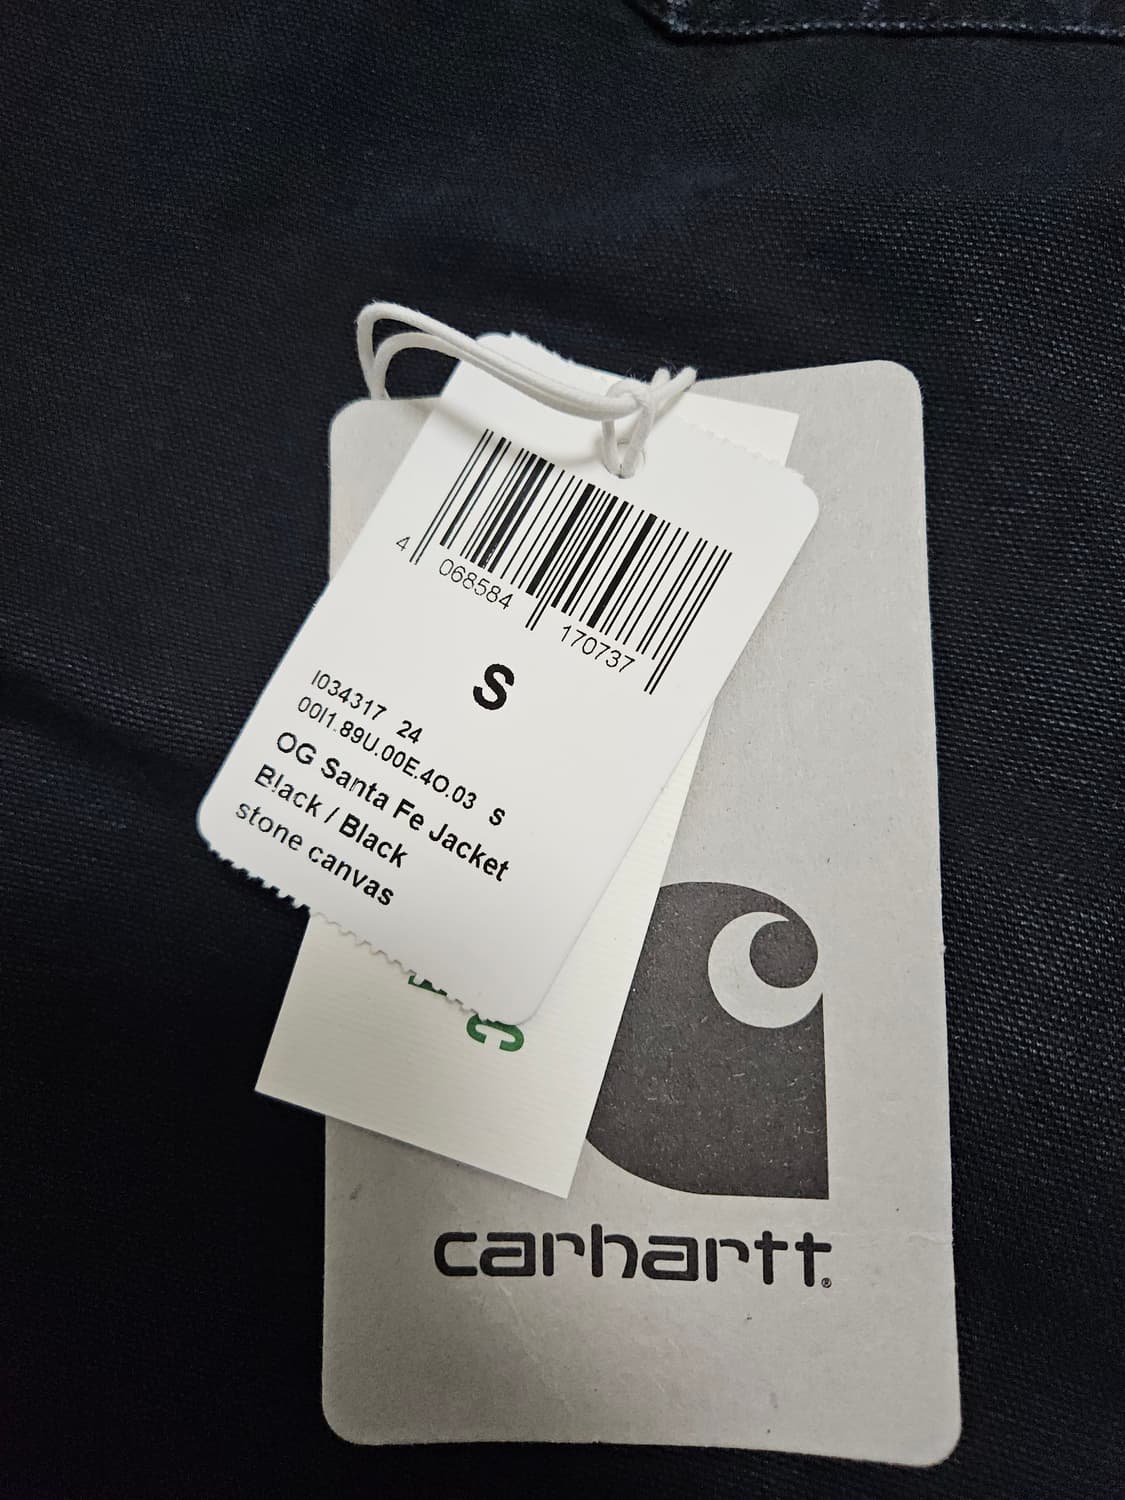 4 068584 170737
S
I034317 24
00I1.89U.00E.4O.03 S
OG Santa Fe Jacket
Black / Black
stone canvas
carhartt®